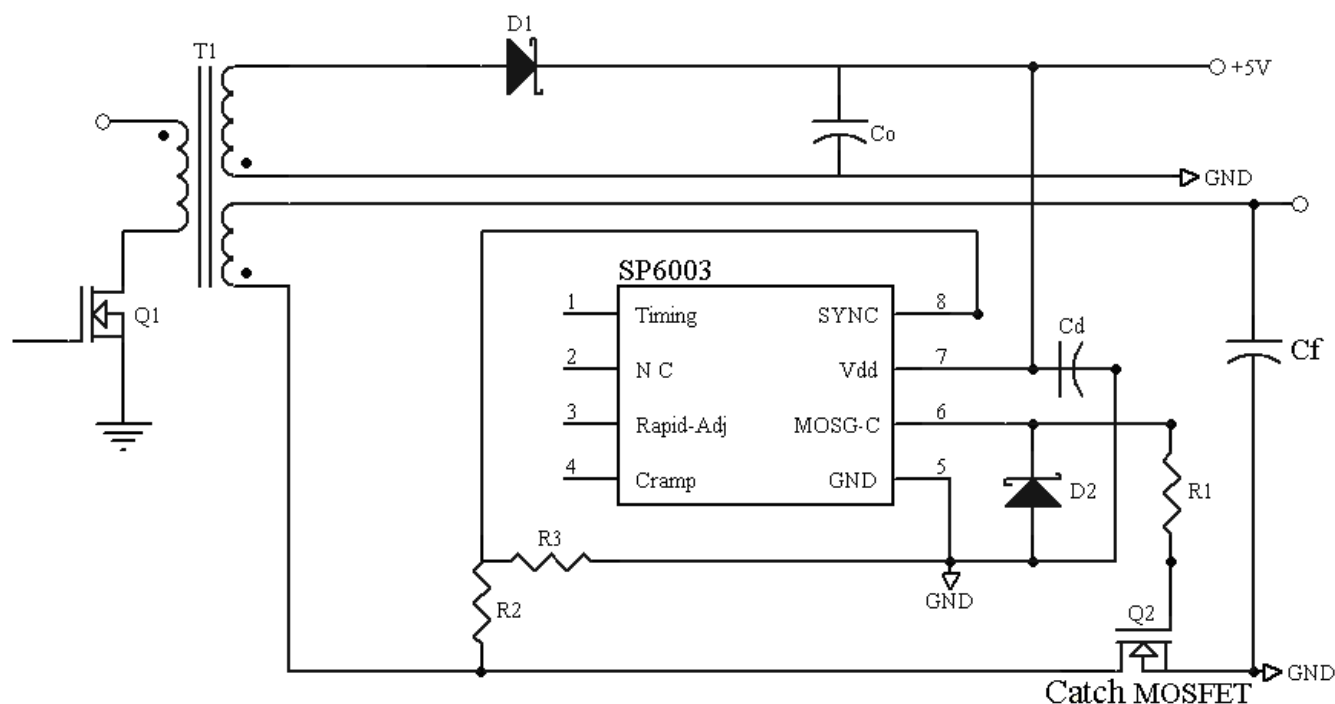 D1
T1
+5V
Co
GND
SP6003
Q1
1 Timing SYNC 8
2 N C Vdd 7
Cd
Cf
3 Rapid-Adj MOSG-C 6
4 Cramp GND 5
D2
R1
R3
GND
R2
Q2
GND
Catch MOSFET